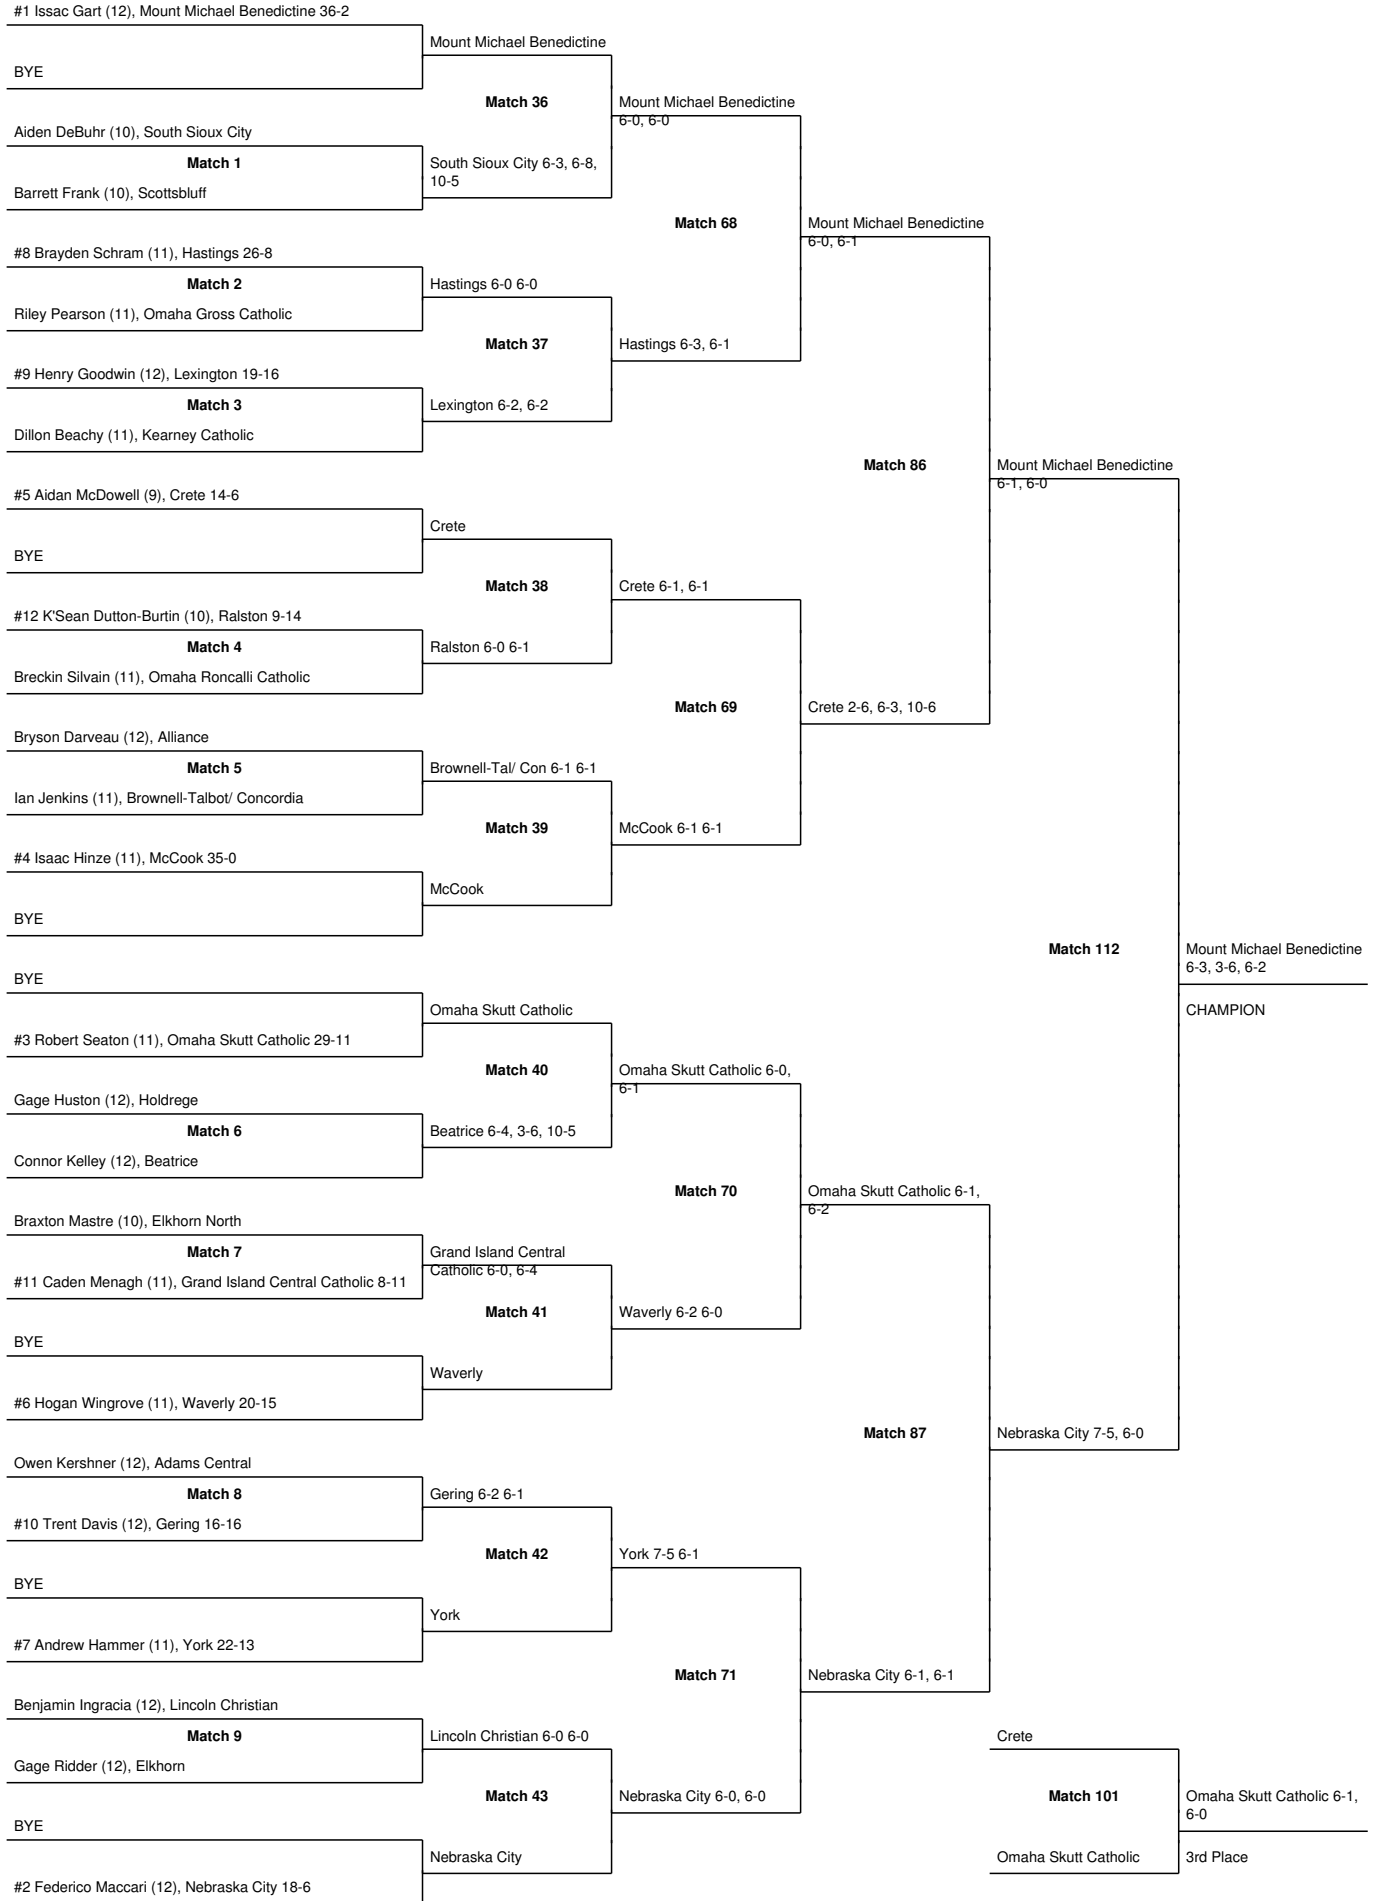 #1 Issac Gart (12), Mount Michael Benedictine 36-2
Mount Michael Benedictine
BYE
Match 36
Mount Michael Benedictine
6-0, 6-0
Aiden DeBuhr (10), South Sioux City
Match 1
South Sioux City 6-3, 6-8,
10-5
Barrett Frank (10), Scottsbluff
Match 68
Mount Michael Benedictine
6-0, 6-1
#8 Brayden Schram (11), Hastings 26-8
Match 2
Hastings 6-0 6-0
Riley Pearson (11), Omaha Gross Catholic
Match 37
Hastings 6-3, 6-1
#9 Henry Goodwin (12), Lexington 19-16
Match 3
Lexington 6-2, 6-2
Dillon Beachy (11), Kearney Catholic
Match 86
Mount Michael Benedictine
6-1, 6-0
#5 Aidan McDowell (9), Crete 14-6
Crete
BYE
Match 38
Crete 6-1, 6-1
#12 K'Sean Dutton-Burtin (10), Ralston 9-14
Match 4
Ralston 6-0 6-1
Breckin Silvain (11), Omaha Roncalli Catholic
Match 69
Crete 2-6, 6-3, 10-6
Bryson Darveau (12), Alliance
Match 5
Brownell-Tal/ Con 6-1 6-1
Ian Jenkins (11), Brownell-Talbot/ Concordia
Match 39
McCook 6-1 6-1
#4 Isaac Hinze (11), McCook 35-0
McCook
BYE
Match 112
Mount Michael Benedictine
6-3, 3-6, 6-2
BYE
Omaha Skutt Catholic
CHAMPION
#3 Robert Seaton (11), Omaha Skutt Catholic 29-11
Match 40
Omaha Skutt Catholic 6-0,
6-1
Gage Huston (12), Holdrege
Match 6
Beatrice 6-4, 3-6, 10-5
Connor Kelley (12), Beatrice
Match 70
Omaha Skutt Catholic 6-1,
6-2
Braxton Mastre (10), Elkhorn North
Match 7
Grand Island Central
Catholic 6-0, 6-4
#11 Caden Menagh (11), Grand Island Central Catholic 8-11
Match 41
Waverly 6-2 6-0
BYE
Waverly
#6 Hogan Wingrove (11), Waverly 20-15
Match 87
Nebraska City 7-5, 6-0
Owen Kershner (12), Adams Central
Match 8
Gering 6-2 6-1
#10 Trent Davis (12), Gering 16-16
Match 42
York 7-5 6-1
BYE
York
#7 Andrew Hammer (11), York 22-13
Match 71
Nebraska City 6-1, 6-1
Benjamin Ingracia (12), Lincoln Christian
Match 9
Lincoln Christian 6-0 6-0
Crete
Gage Ridder (12), Elkhorn
Match 43
Nebraska City 6-0, 6-0
Match 101
Omaha Skutt Catholic 6-1,
6-0
BYE
Nebraska City
Omaha Skutt Catholic
3rd Place
#2 Federico Maccari (12), Nebraska City 18-6